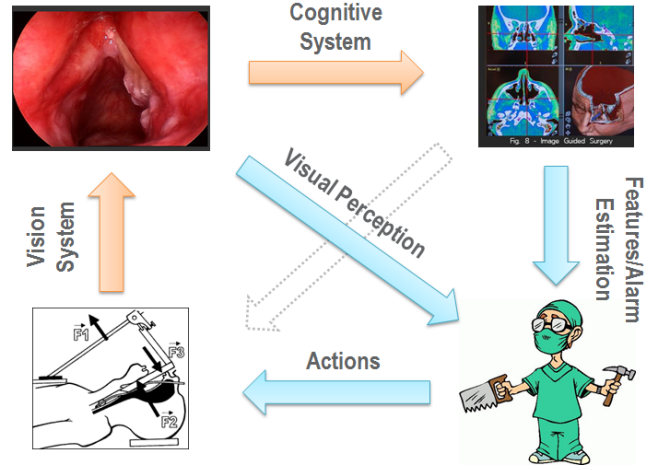 Cognitive
System
Fig. 8 - Image Guided Surgery
Visual Perception
Vision
System
Features/Alarm
Estimation
F1
F3
F2
Actions